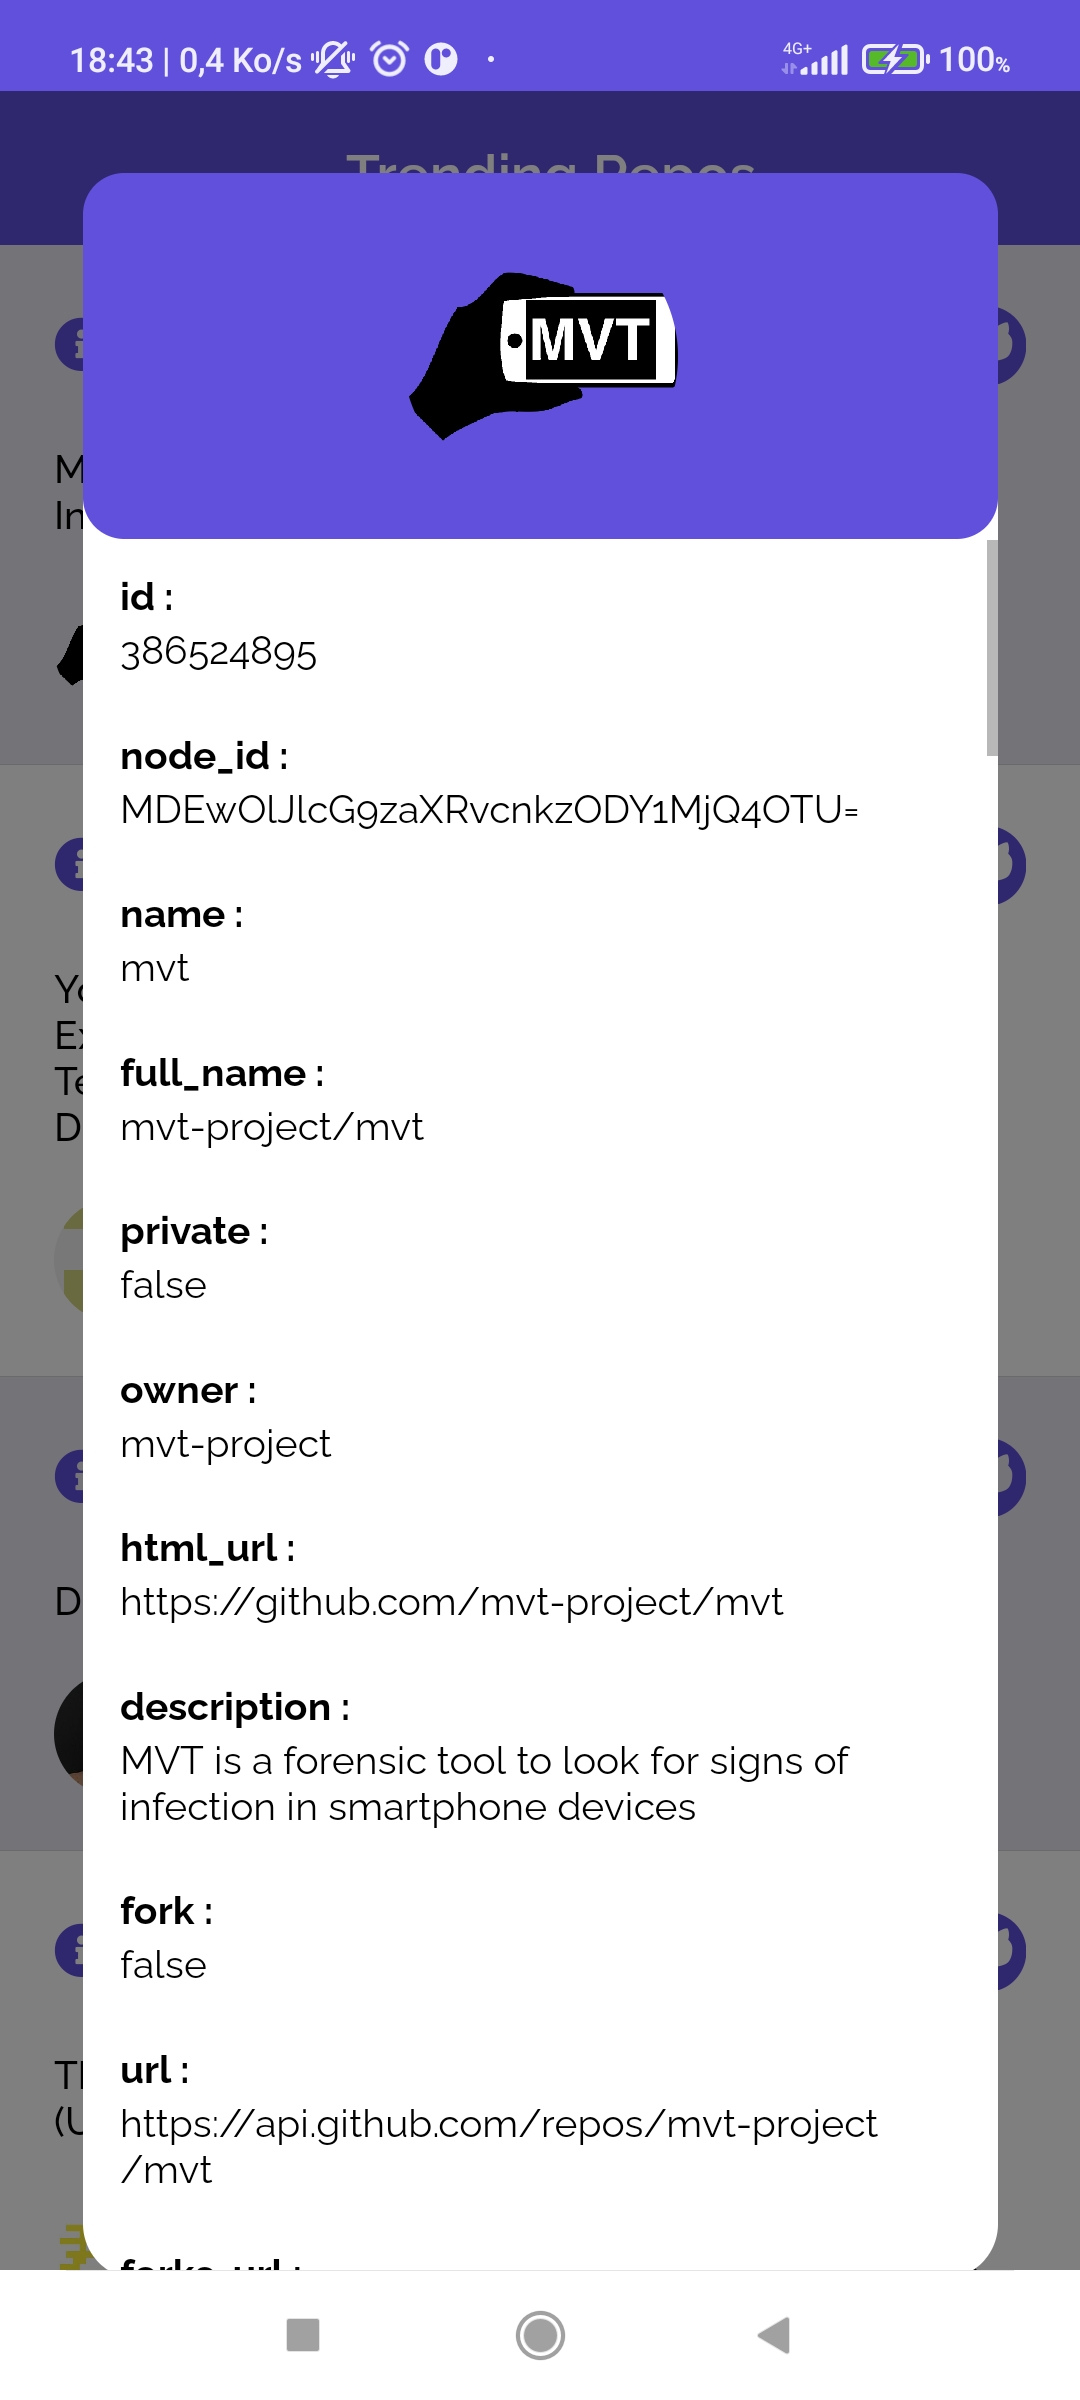 18:43 | 0,4 Ko/s
4G+
100%
Trending Repos
MVT
id :
386524895
node_id :
MDEwOlJlcG9zaXRvcnkzODY1MjQ4OTU=
name :
mvt
full_name :
mvt-project/mvt
private :
false
owner :
mvt-project
html_url :
https://github.com/mvt-project/mvt
description :
MVT is a forensic tool to look for signs of
infection in smartphone devices
fork :
false
url :
https://api.github.com/repos/mvt-project
/mvt
forks_url :